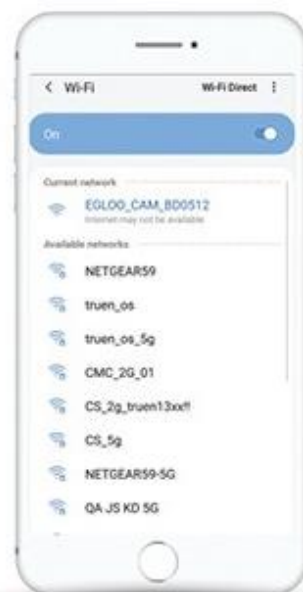 < Wi-Fi Wi-Fi Direct
On
Current network
EGLOO_CAM_BD0512
Internet may not be available
Available networks
NETGEAR59
truen_os
truen_os_5g
CMC_2G_01
CS_2g_truen13xx!!
CS_5g
NETGEAR59-5G
QA JS KD 5G